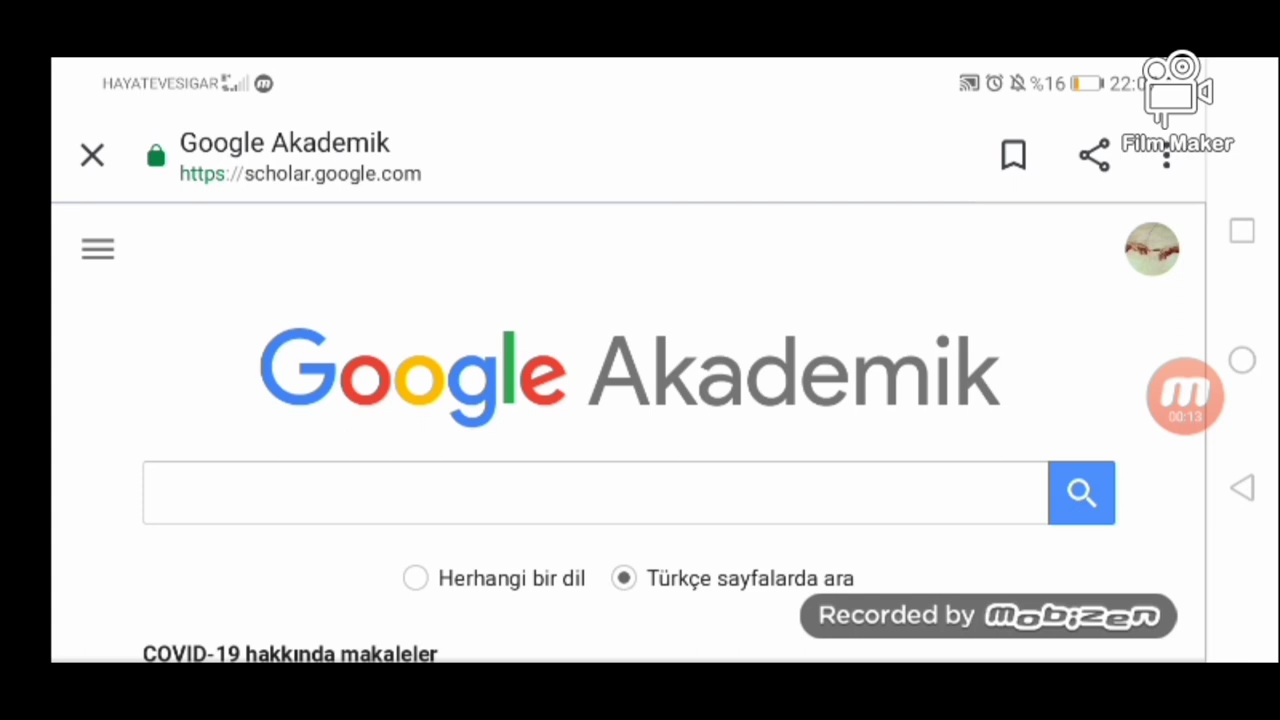 HAYATEVESIGAR %16 22:0
Film Maker
Google Akademik
https://scholar.google.com
Google Akademik
00:13
Herhangi bir dil Türkçe sayfalarda ara
Recorded by mobizen
COVID-19 hakkında makaleler